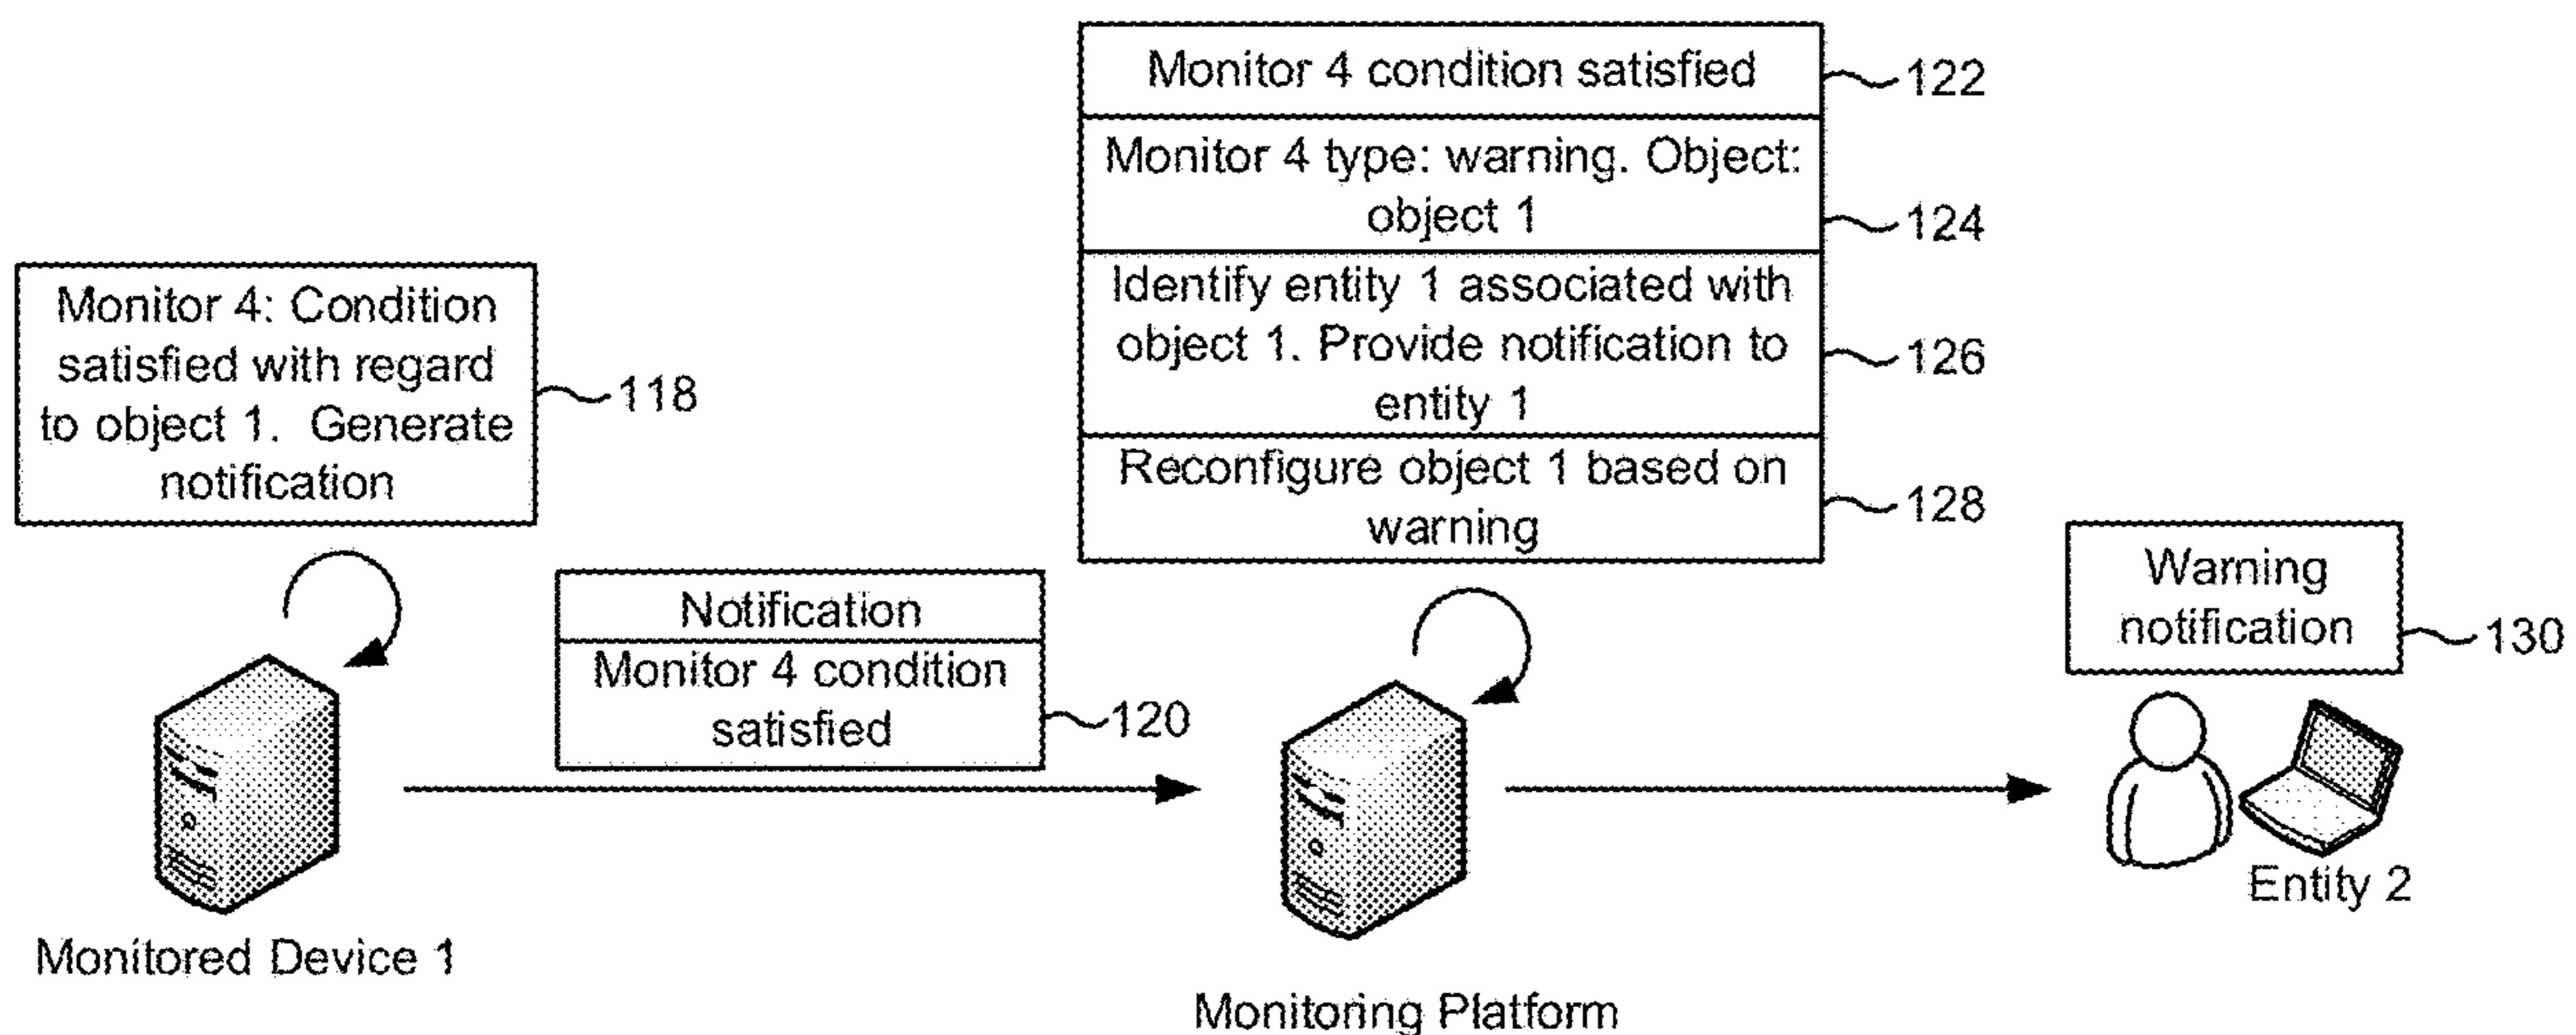 Monitor 4 condition satisfied
122
Monitor 4 type: warning. Object:
object 1
124
Identify entity 1 associated with
object 1. Provide notification to
entity 1
126
Reconfigure object 1 based on
warning
128
Monitor 4: Condition
satisfied with regard
to object 1. Generate
notification
118
Notification
Monitor 4 condition
satisfied
120
Warning
notification
130
Monitored Device 1
Monitoring Platform
Entity 2